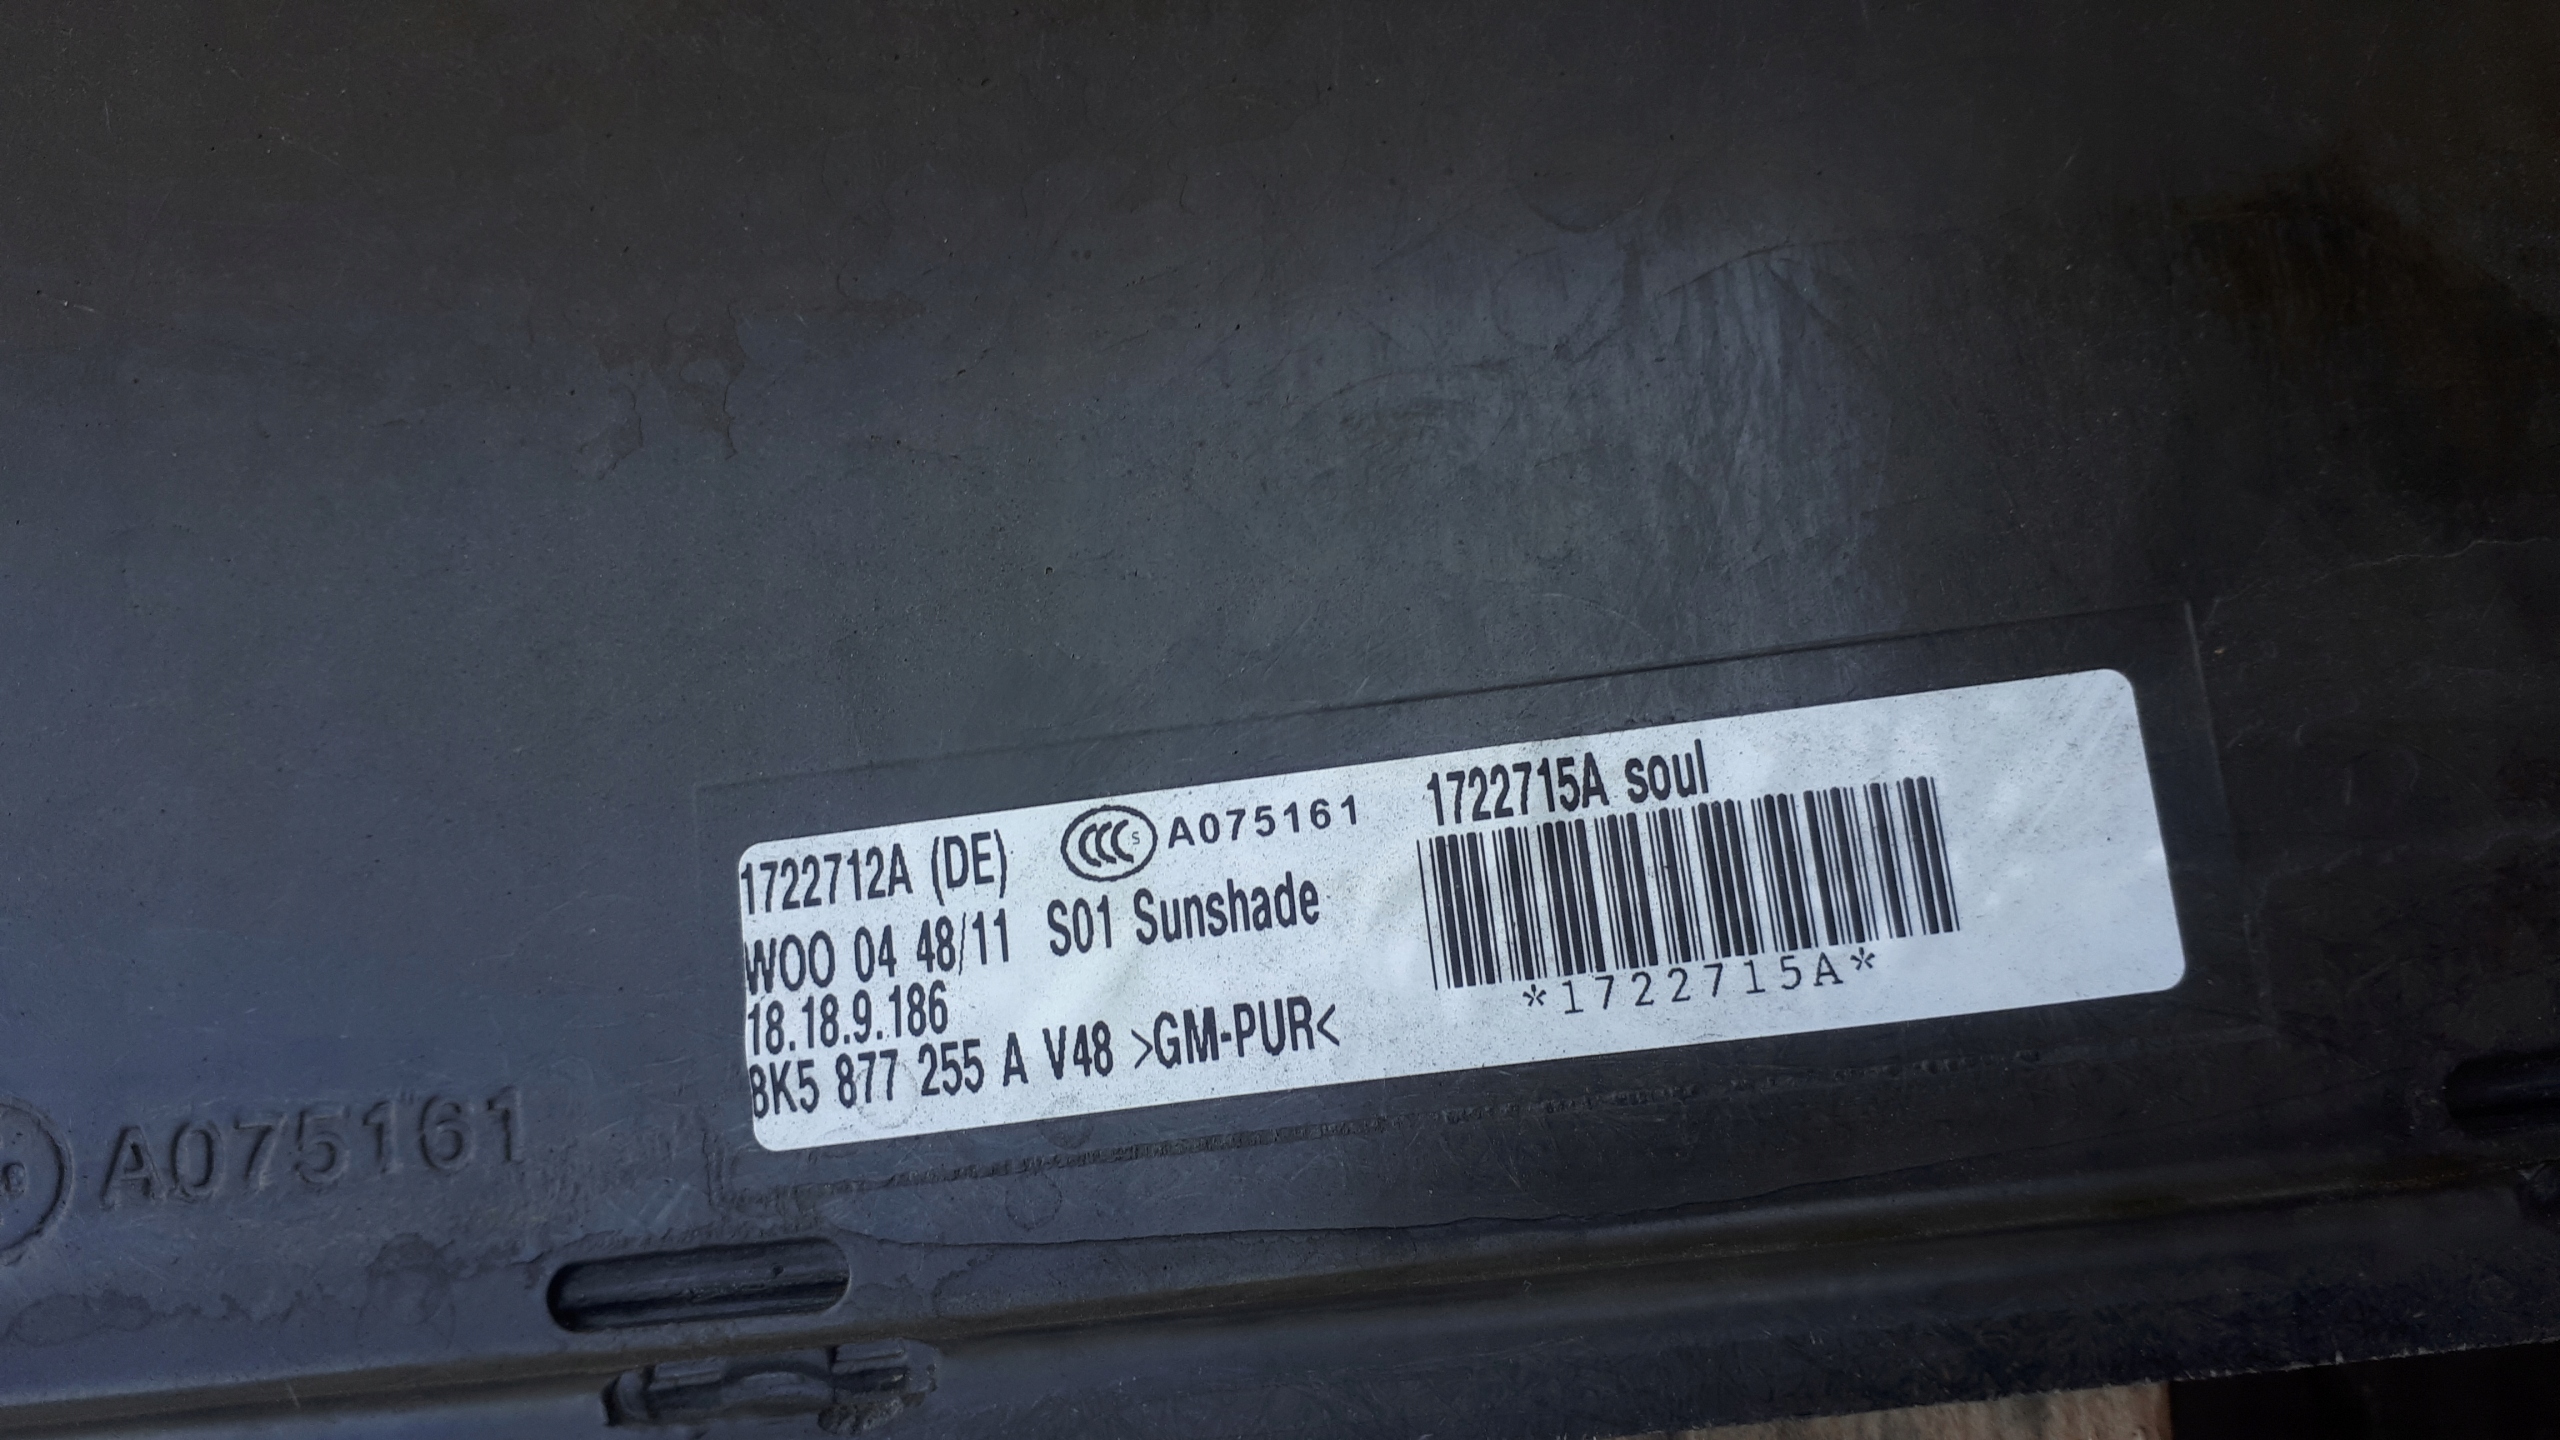 1722712A (DE) CCC S A075161 1722715A soul
WOO 04 48/11 S01 Sunshade
18.18.9.186
8K5 877 255 A V48 >GM-PUR<
*1722715A*
A075161